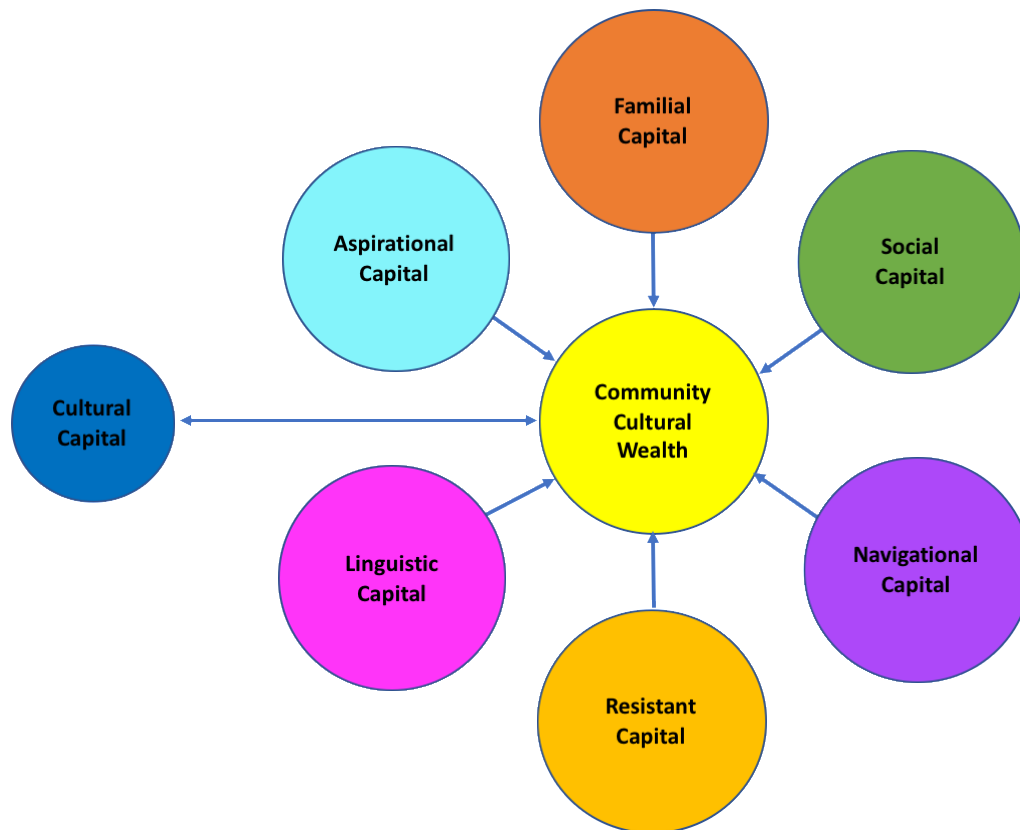 Familial
Capital
Aspirational
Capital
Social
Capital
Cultural
Capital
Community
Cultural
Wealth
Linguistic
Capital
Navigational
Capital
Resistant
Capital